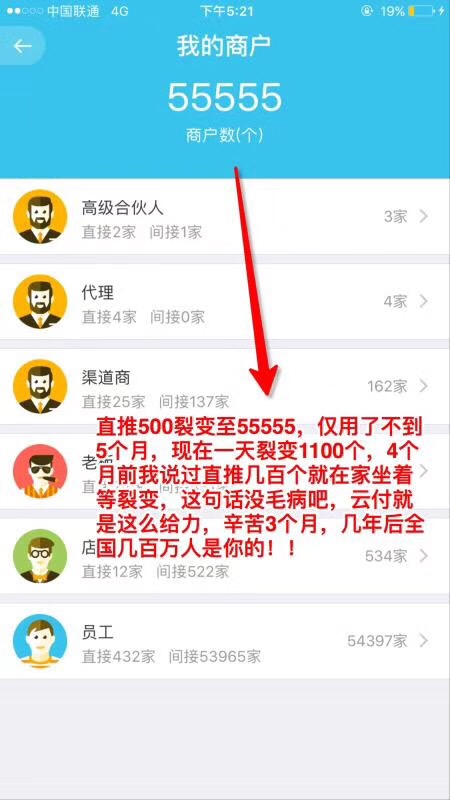 中国联通 4G 下午5:21 19%
我的商户
55555
商户数(个)
高级合伙人
直接2家 间接1家
3家
代理
直接4家 间接0家
4家
渠道商
直接25家 间接137家
162家
直推500裂变至55555，仅用了不到
5个月，现在一天裂变1100个，4个
月前我说过直推几百个就在家坐着
等裂变，这句话没毛病吧，云付就
是这么给力，辛苦3个月，几年后全
国几百万人是你的！！
老
直接
店
直接12家 间接522家
534家
员工
直接432家 间接53965家
54397家